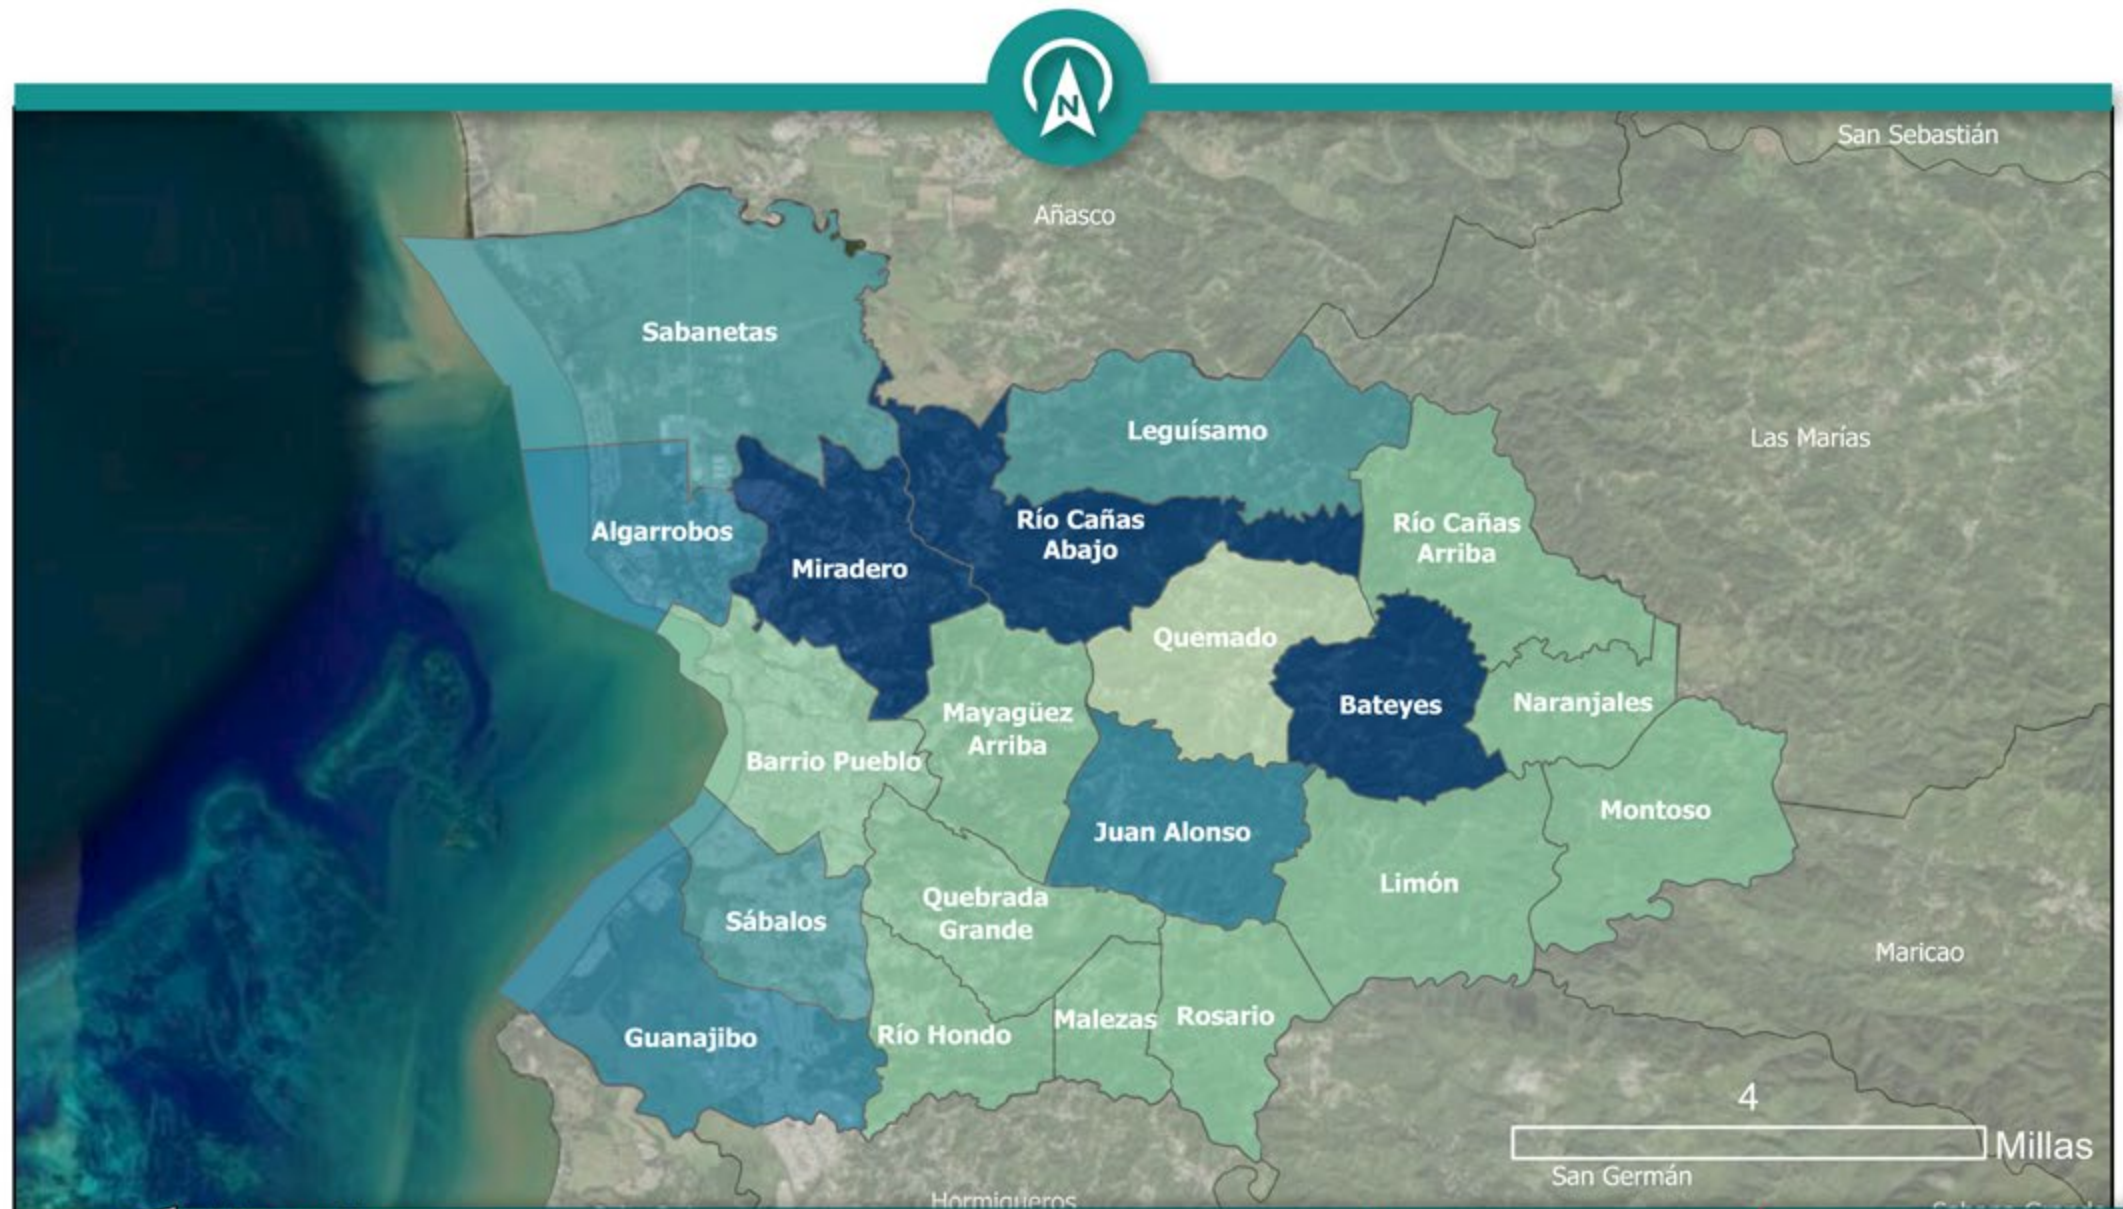 N
San Sebastián
Añasco
Sabanetas
Leguísamo
Las Marías
Algarrobos
Miradero
Río Cañas
Abajo
Río Cañas
Arriba
Quemado
Bateyes
Naranjales
Mayagüez
Arriba
Barrio Pueblo
Juan Alonso
Montoso
Limón
Quebrada
Grande
Sábalos
Maricao
Guanajibo
Río Hondo
Malezas
Rosario
4
Millas
San Germán
Hormigueros